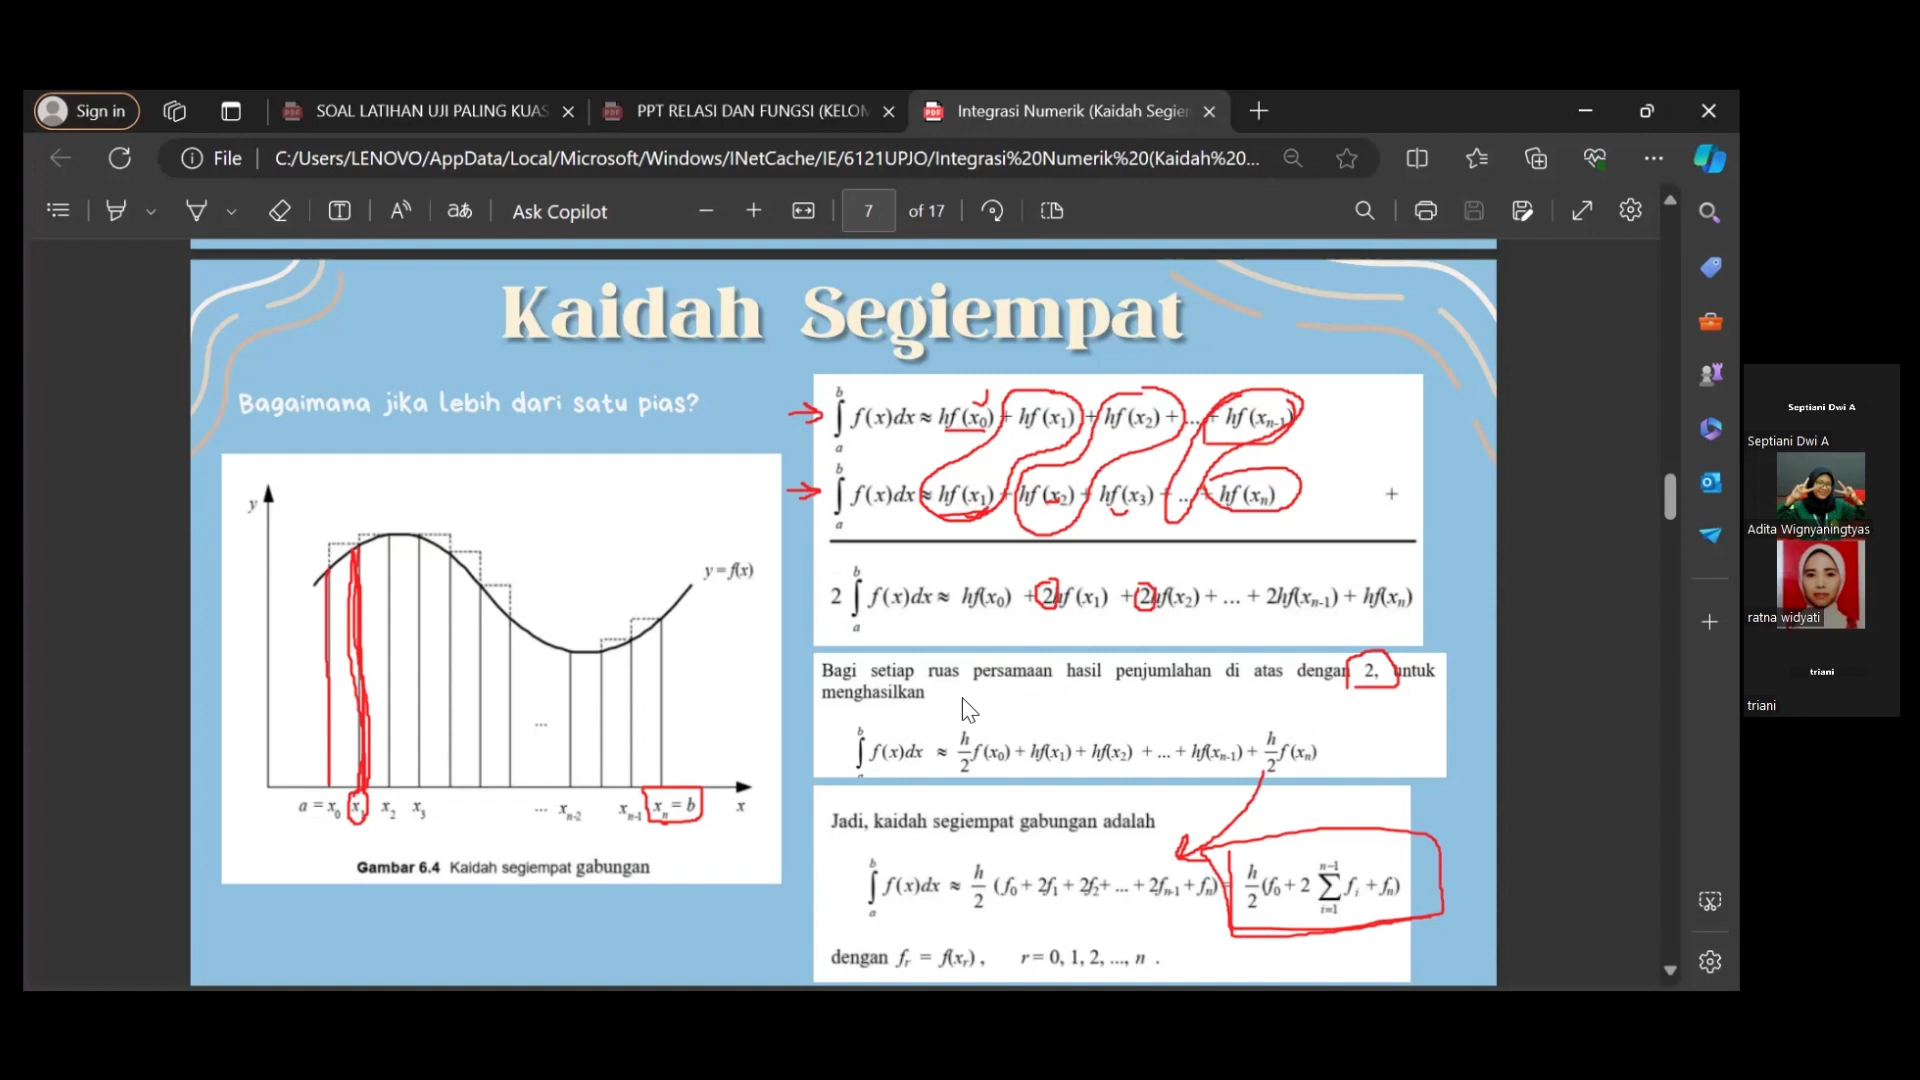 Sign in
SOAL LATIHAN UJI PALING KUAS
PPT RELASI DAN FUNGSI (KELOM
Integrasi Numerik (Kaidah Segier
File
C:/Users/LENOVO/AppData/Local/Microsoft/Windows/INetCache/IE/6121UPJO/Integrasi%20Numerik%20(Kaidah%20...
Ask Copilot
7 of 17
Kaidah Segiempat
Bagaimana jika lebih dari satu pias?
y
y = f(x)
...
a = x₀ x₁ x₂ x₃ ... xₙ₋₂ xₙ₋₁ xₙ = b x
Gambar 6.4 Kaidah segiempat gabungan
∫ₐᵇ f(x)dx ≈ hf(x₀) + hf(x₁) + hf(x₂) + ... + hf(xₙ₋₁)
∫ₐᵇ f(x)dx ≈ hf(x₁) + hf(x₂) + hf(x₃) + ... + hf(xₙ) +
2 ∫ₐᵇ f(x)dx ≈ hf(x₀) + 2hf(x₁) + 2hf(x₂) + ... + 2hf(xₙ₋₁) + hf(xₙ)
Bagi setiap ruas persamaan hasil penjumlahan di atas dengan 2, untuk
menghasilkan
∫ f(x)dx ≈ h/2 f(x₀) + hf(x₁) + hf(x₂) + ... + hf(xₙ₋₁) + h/2 f(xₙ)
Jadi, kaidah segiempat gabungan adalah
∫ₐᵇ f(x)dx ≈ h/2 (f₀ + 2f₁ + 2f₂ + ... + 2fₙ₋₁ + fₙ) = h/2 (f₀ + 2 ∑ᵢ₌₁ⁿ⁻¹ fᵢ + fₙ)
dengan fᵣ = f(xᵣ) , r = 0, 1, 2, ..., n .
Septiani Dwi A
Septiani Dwi A
Adita Wignyaningtyas
ratna widyati
triani
triani